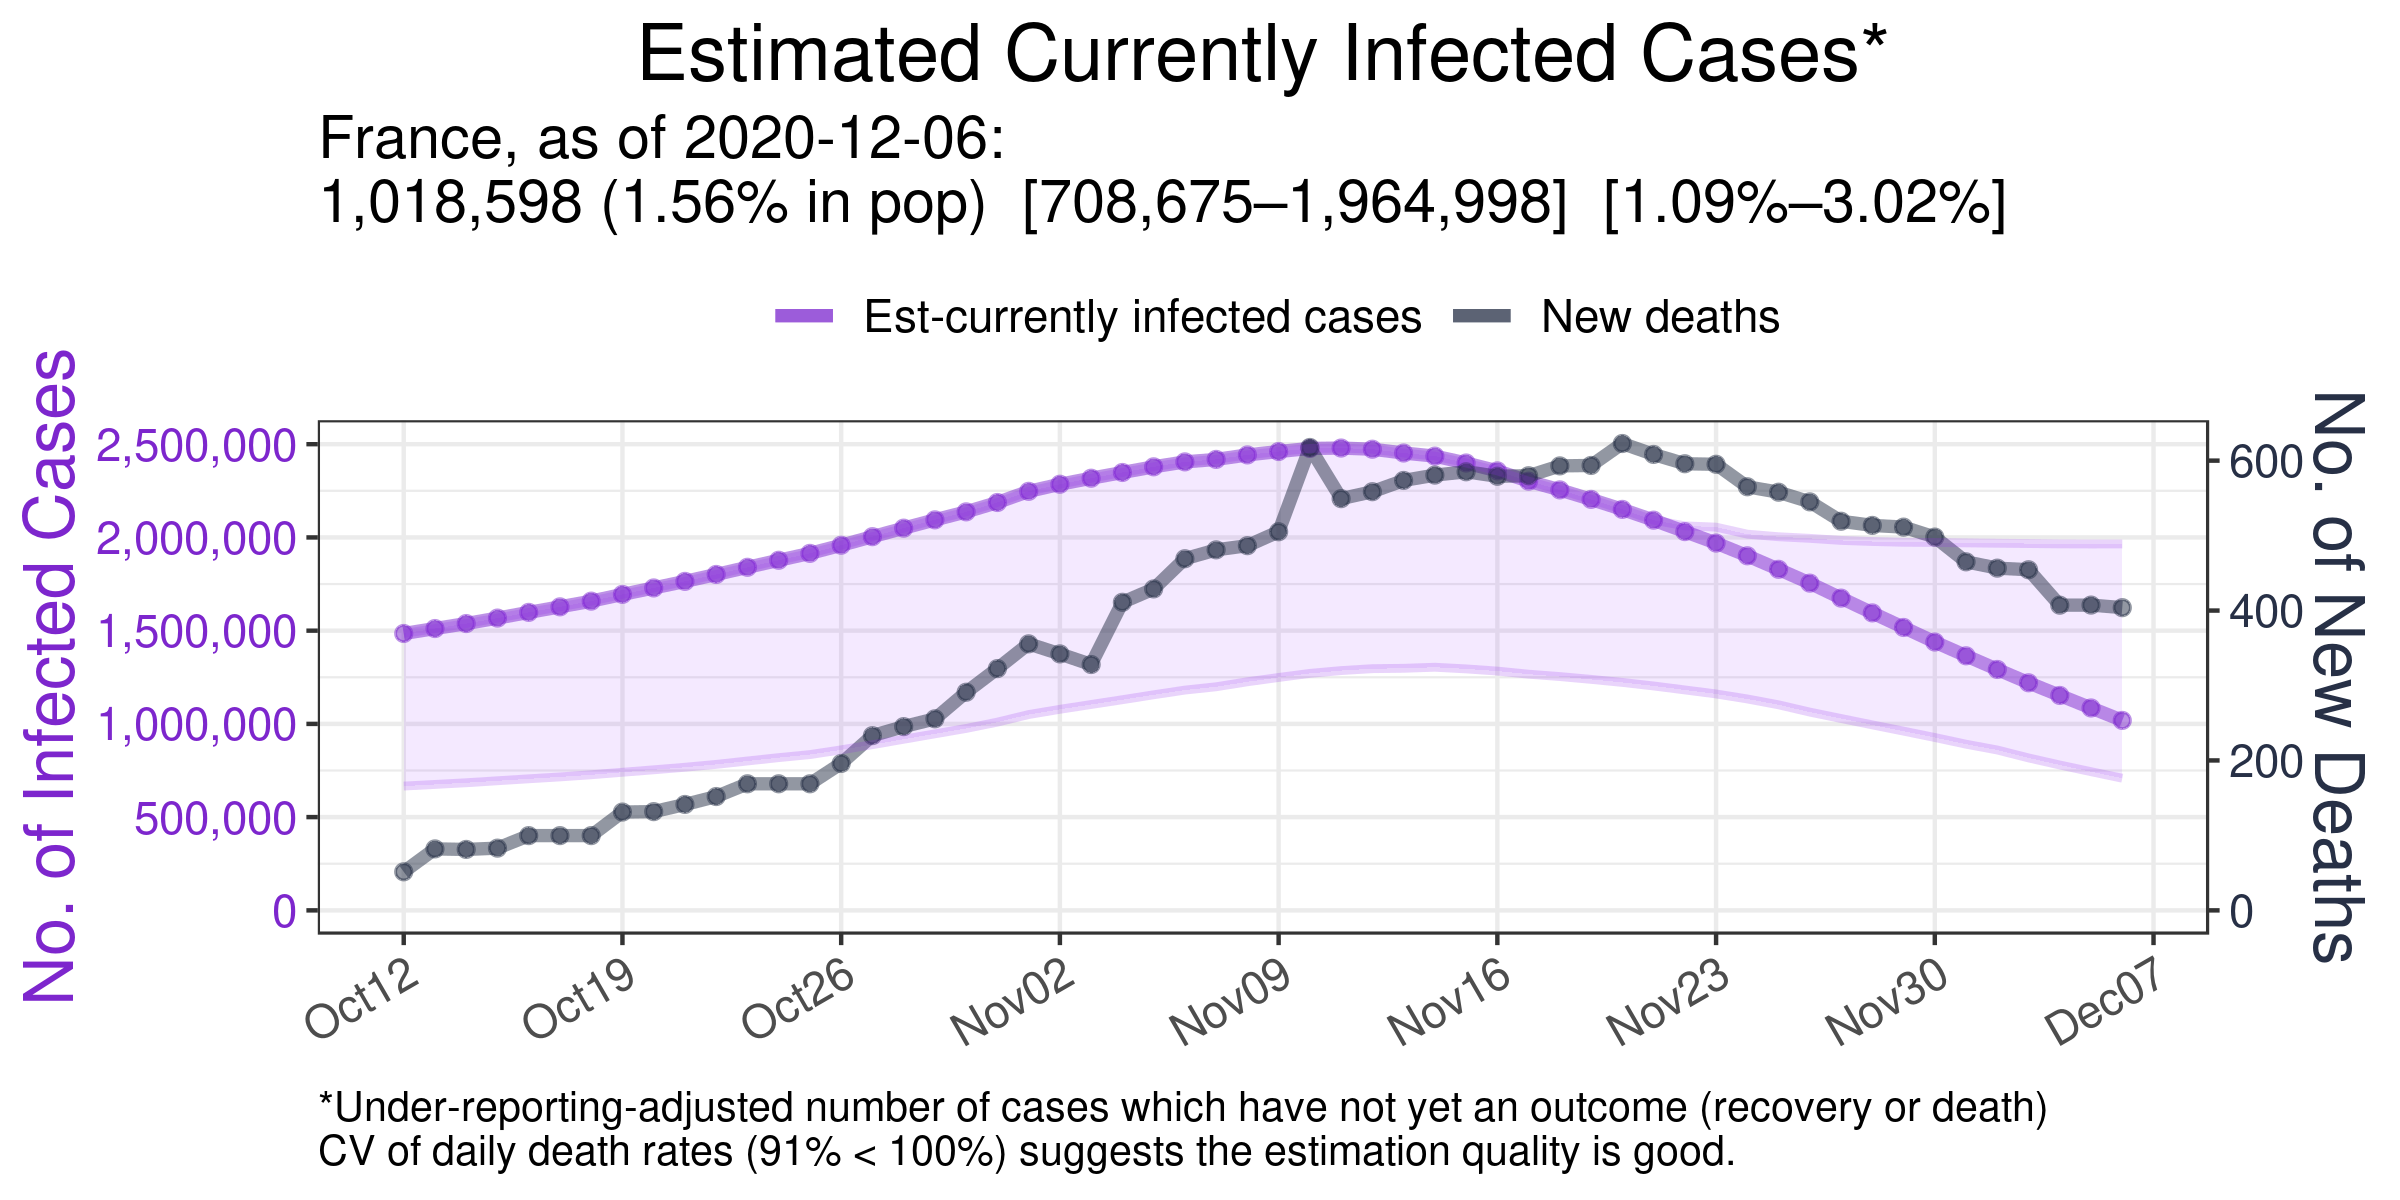 Estimated Currently Infected Cases*
France, as of 2020-12-06:
1,018,598 (1.56% in pop)  [708,675–1,964,998]  [1.09%–3.02%]
Est-currently infected cases
New deaths
No. of Infected Cases
2,500,000
2,000,000
1,500,000
1,000,000
500,000
0
600
400
200
0
No. of New Deaths
Oct12
Oct19
Oct26
Nov02
Nov09
Nov16
Nov23
Nov30
Dec07
*Under-reporting-adjusted number of cases which have not yet an outcome (recovery or death)
CV of daily death rates (91% < 100%) suggests the estimation quality is good.